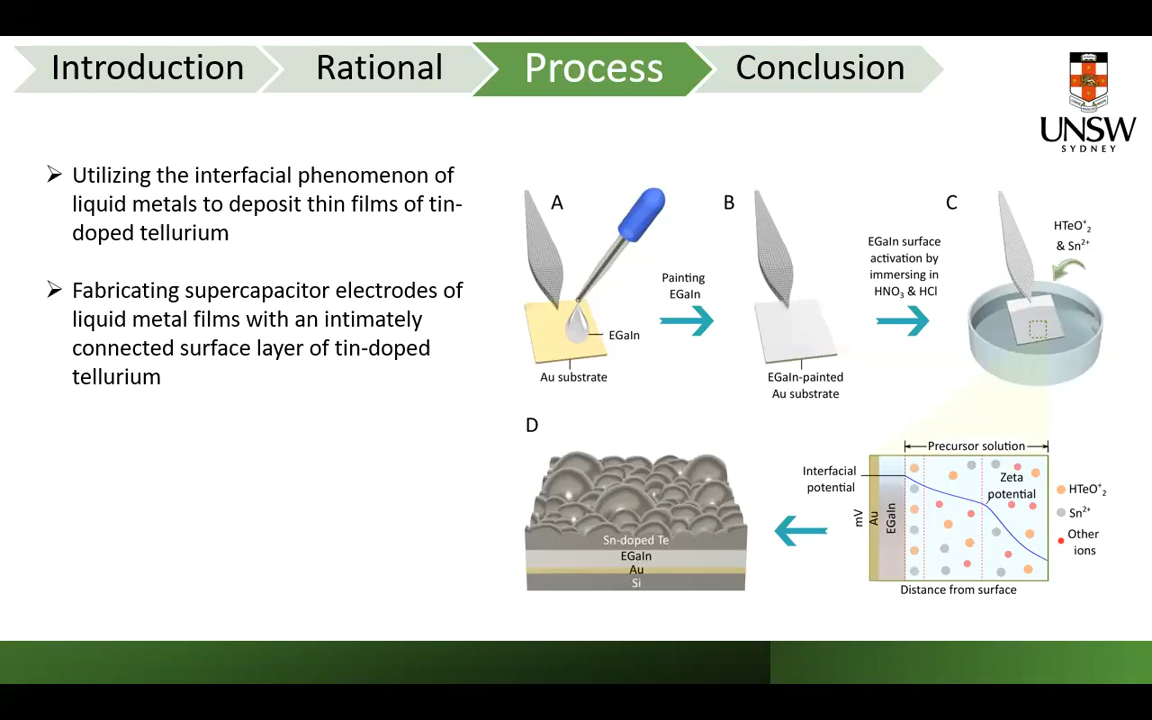 Introduction
Rational
Process
Conclusion
UNSW
SYDNEY
➢ Utilizing the interfacial phenomenon of
liquid metals to deposit thin films of tin-
doped tellurium
➢ Fabricating supercapacitor electrodes of
liquid metal films with an intimately
connected surface layer of tin-doped
tellurium
A
EGaIn
Au substrate
Painting
EGaIn
B
EGaIn-painted
Au substrate
EGaIn surface
activation by
immersing in
HNO₃ & HCl
C
HTeO⁺₂
& Sn²⁺
D
Sn-doped Te
EGaIn
Au
Si
Precursor solution
Interfacial
potential
Zeta
potential
mV
Au
EGaIn
Distance from surface
HTeO⁺₂
Sn²⁺
Other
ions